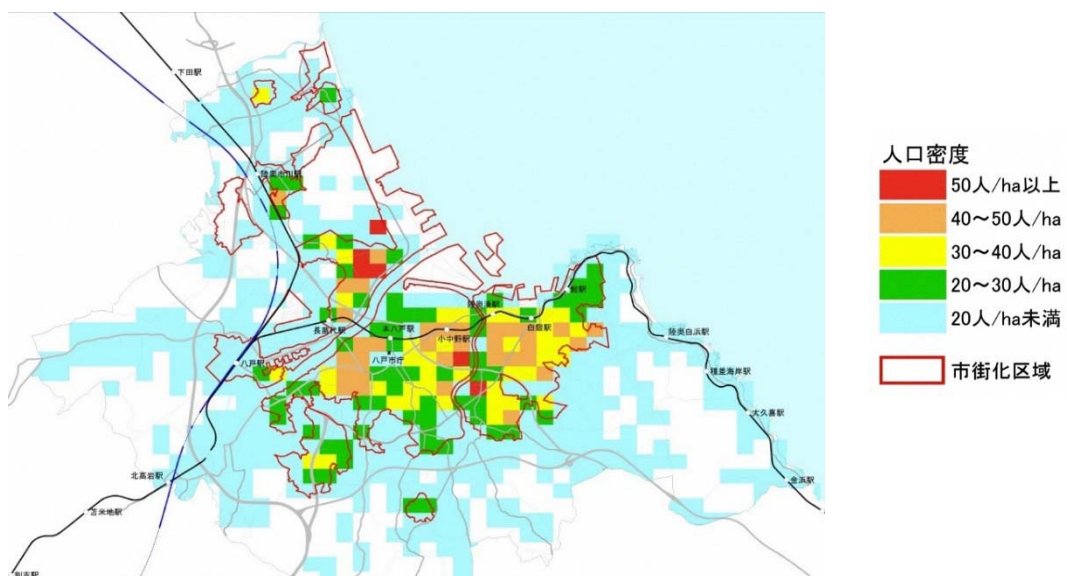 下田駅
陸奥市川駅
鮫駅
陸奥湊駅
白銀駅
陸奥白浜駅
長苗代駅
本八戸駅
小中野駅
八戸駅
八戸市庁
種差海岸駅
大久喜駅
北高岩駅
金浜駅
苫米地駅
剣吉駅
人口密度
50人/ha以上
40~50人/ha
30~40人/ha
20~30人/ha
20人/ha未満
市街化区域